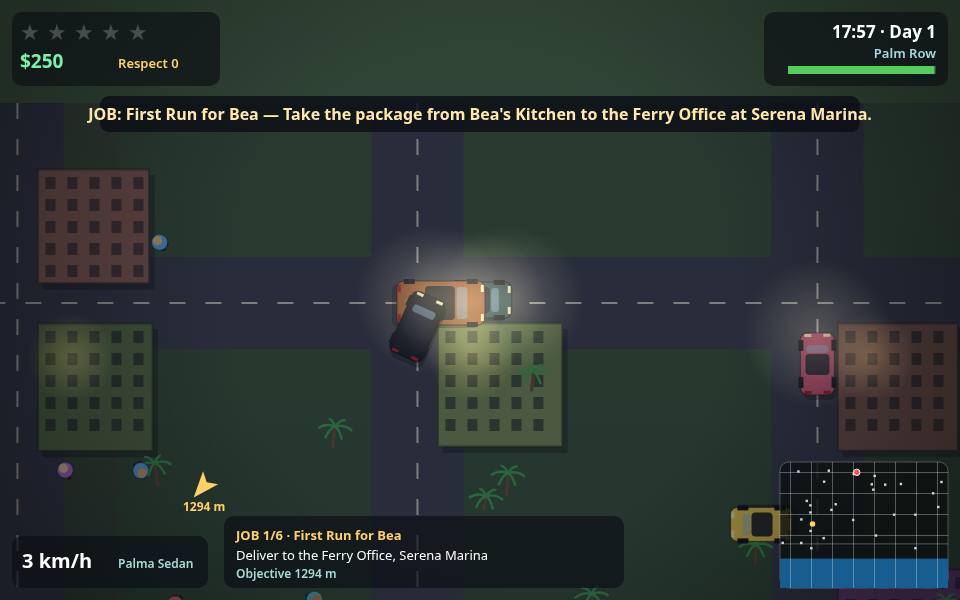 $250
Respect 0
17:57 · Day 1
Palm Row
JOB: First Run for Bea — Take the package from Bea's Kitchen to the Ferry Office at Serena Marina.
1294 m
3 km/h
Palma Sedan
JOB 1/6 · First Run for Bea
Deliver to the Ferry Office, Serena Marina
Objective 1294 m